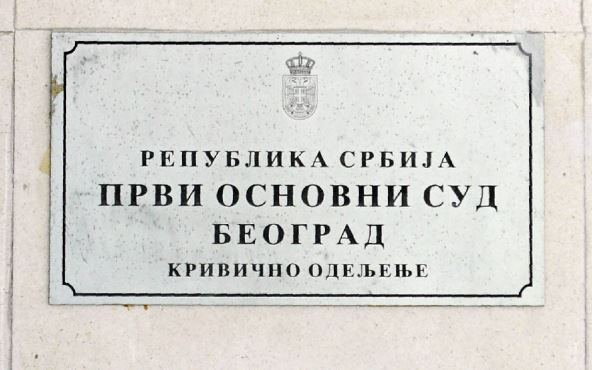 РЕПУБЛИКА СРБИЈА
ПРВИ ОСНОВНИ СУД
БЕОГРАД
КРИВИЧНО ОДЕЉЕЊЕ